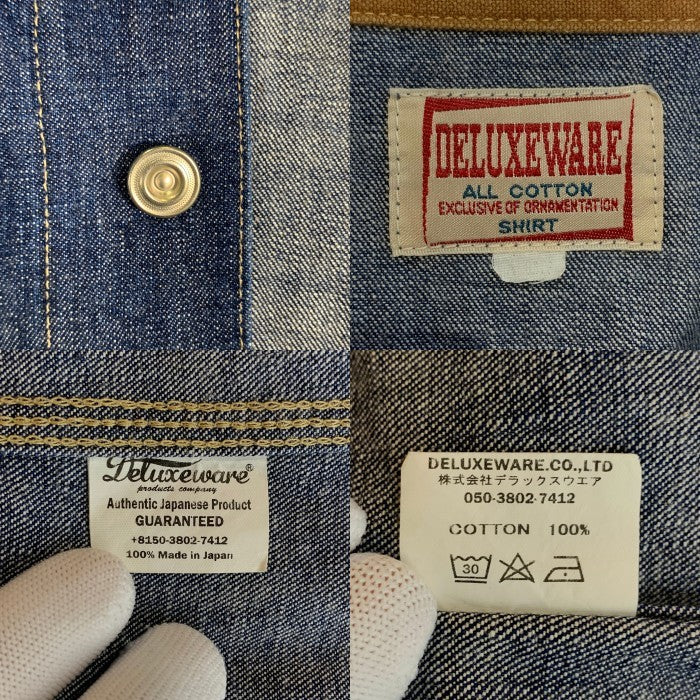 DELUXEWARE
ALL COTTON
EXCLUSIVE OF ORNAMENTATION
SHIRT
Deluxeware®
products company
Authentic Japanese Product
GUARANTEED
+8150-3802-7412
100% Made in Japan
DELUXEWARE.CO.,LTD
株式会社デラックスウエア
050-3802-7412
COTTON 100%
30